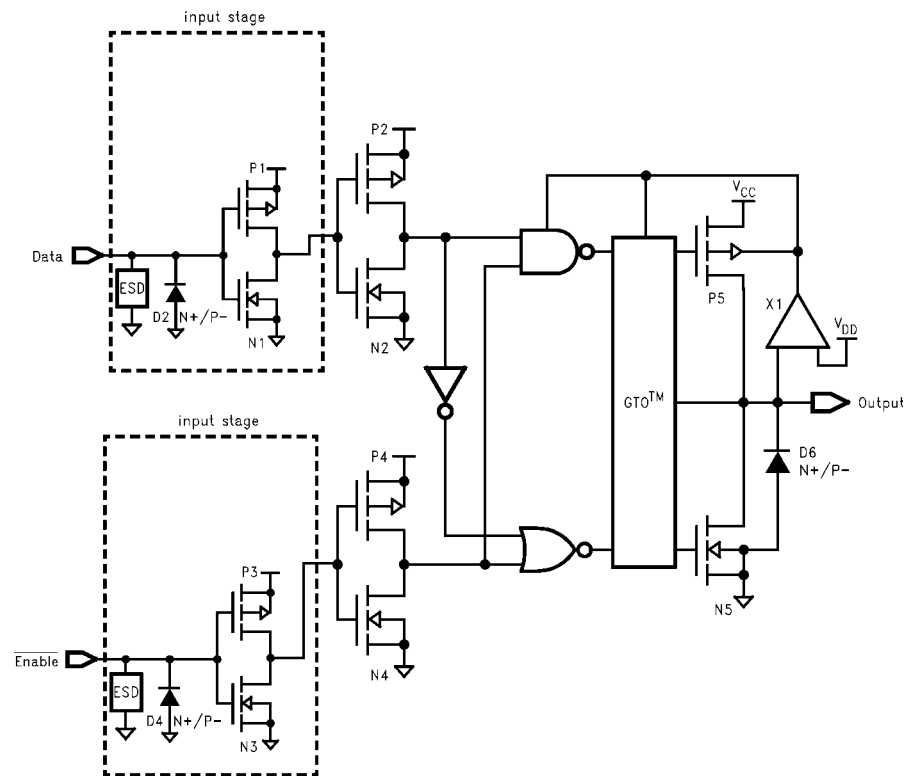 input stage
P2
P1
V_CC
Data
ESD
D2 N+/P-
P5
X1
V_DD
N1
N2
GTO™
Output
input stage
D6
N+/P-
P4
P3
N5
Enable
ESD
D4 N+/P-
N4
N3